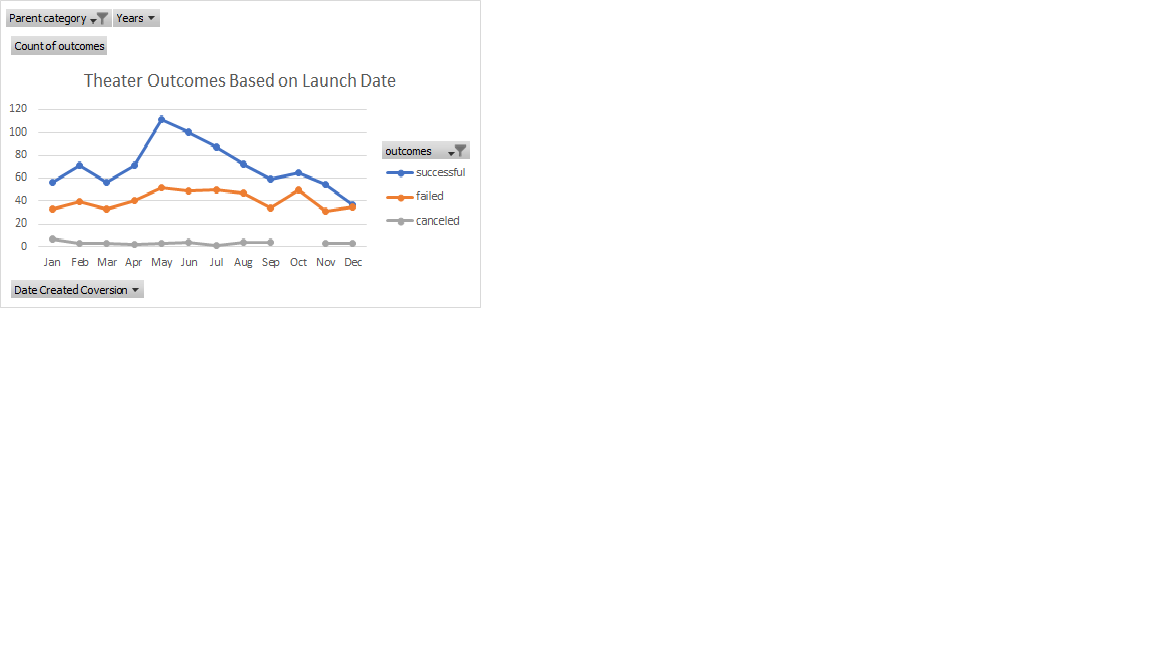 Parent category Years
Count of outcomes
Theater Outcomes Based on Launch Date
120
100
80
60
40
20
0
Jan Feb Mar Apr May Jun Jul Aug Sep Oct Nov Dec
outcomes
successful
failed
canceled
Date Created Coversion